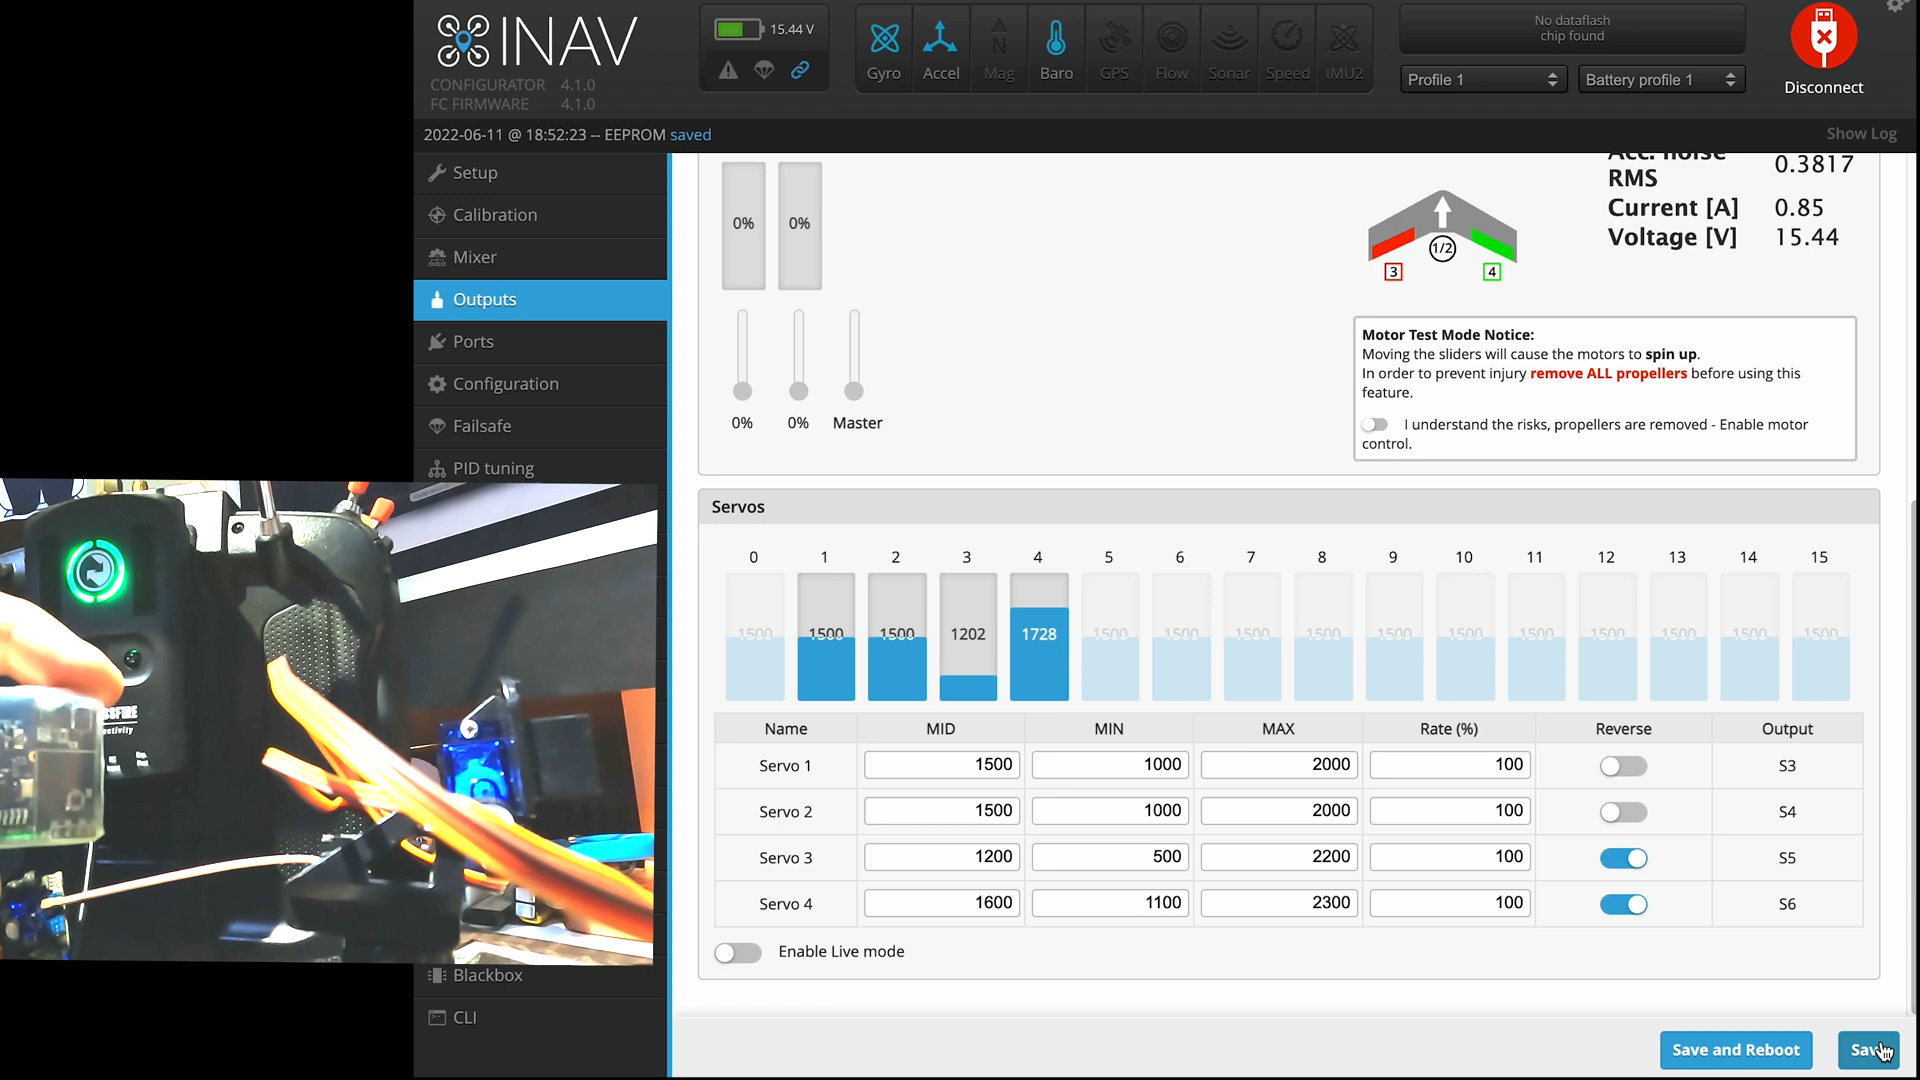 INAV
CONFIGURATOR 4.1.0
FC FIRMWARE 4.1.0
15.44 V
Gyro
Accel
Mag
Baro
GPS
Flow
Sonar
Speed
IMU2
No dataflash
chip found
Profile 1
Battery profile 1
Disconnect
2022-06-11 @ 18:52:23 -- EEPROM saved
Show Log
Setup
Calibration
Mixer
Outputs
Ports
Configuration
Failsafe
PID tuning
Blackbox
CLI
0% 0%
0% 0% Master
N
1/2
3 4
Acc. noise
RMS 0.3817
Current [A] 0.85
Voltage [V] 15.44
Motor Test Mode Notice:
Moving the sliders will cause the motors to spin up.
In order to prevent injury remove ALL propellers before using this
feature.
I understand the risks, propellers are removed - Enable motor
control.
Servos
0 1 2 3 4 5 6 7 8 9 10 11 12 13 14 15
1500 1500 1500 1202 1728 1500 1500 1500 1500 1500 1500 1500 1500 1500 1500 1500
Name MID MIN MAX Rate (%) Reverse Output
Servo 1 1500 1000 2000 100 S3
Servo 2 1500 1000 2000 100 S4
Servo 3 1200 500 2200 100 S5
Servo 4 1600 1100 2300 100 S6
Enable Live mode
Save and Reboot